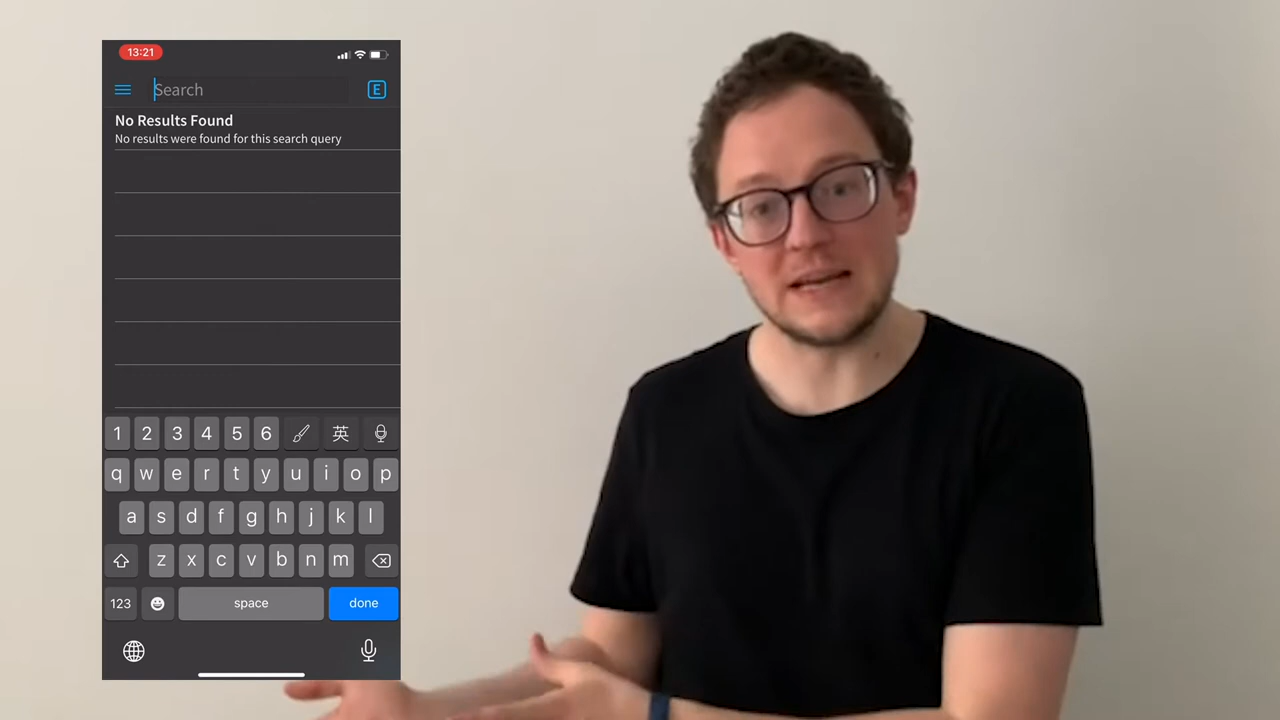 13:21
Search E
No Results Found
No results were found for this search query
1 2 3 4 5 6 英
q w e r t y u i o p
a s d f g h j k l
z x c v b n m
123 space done